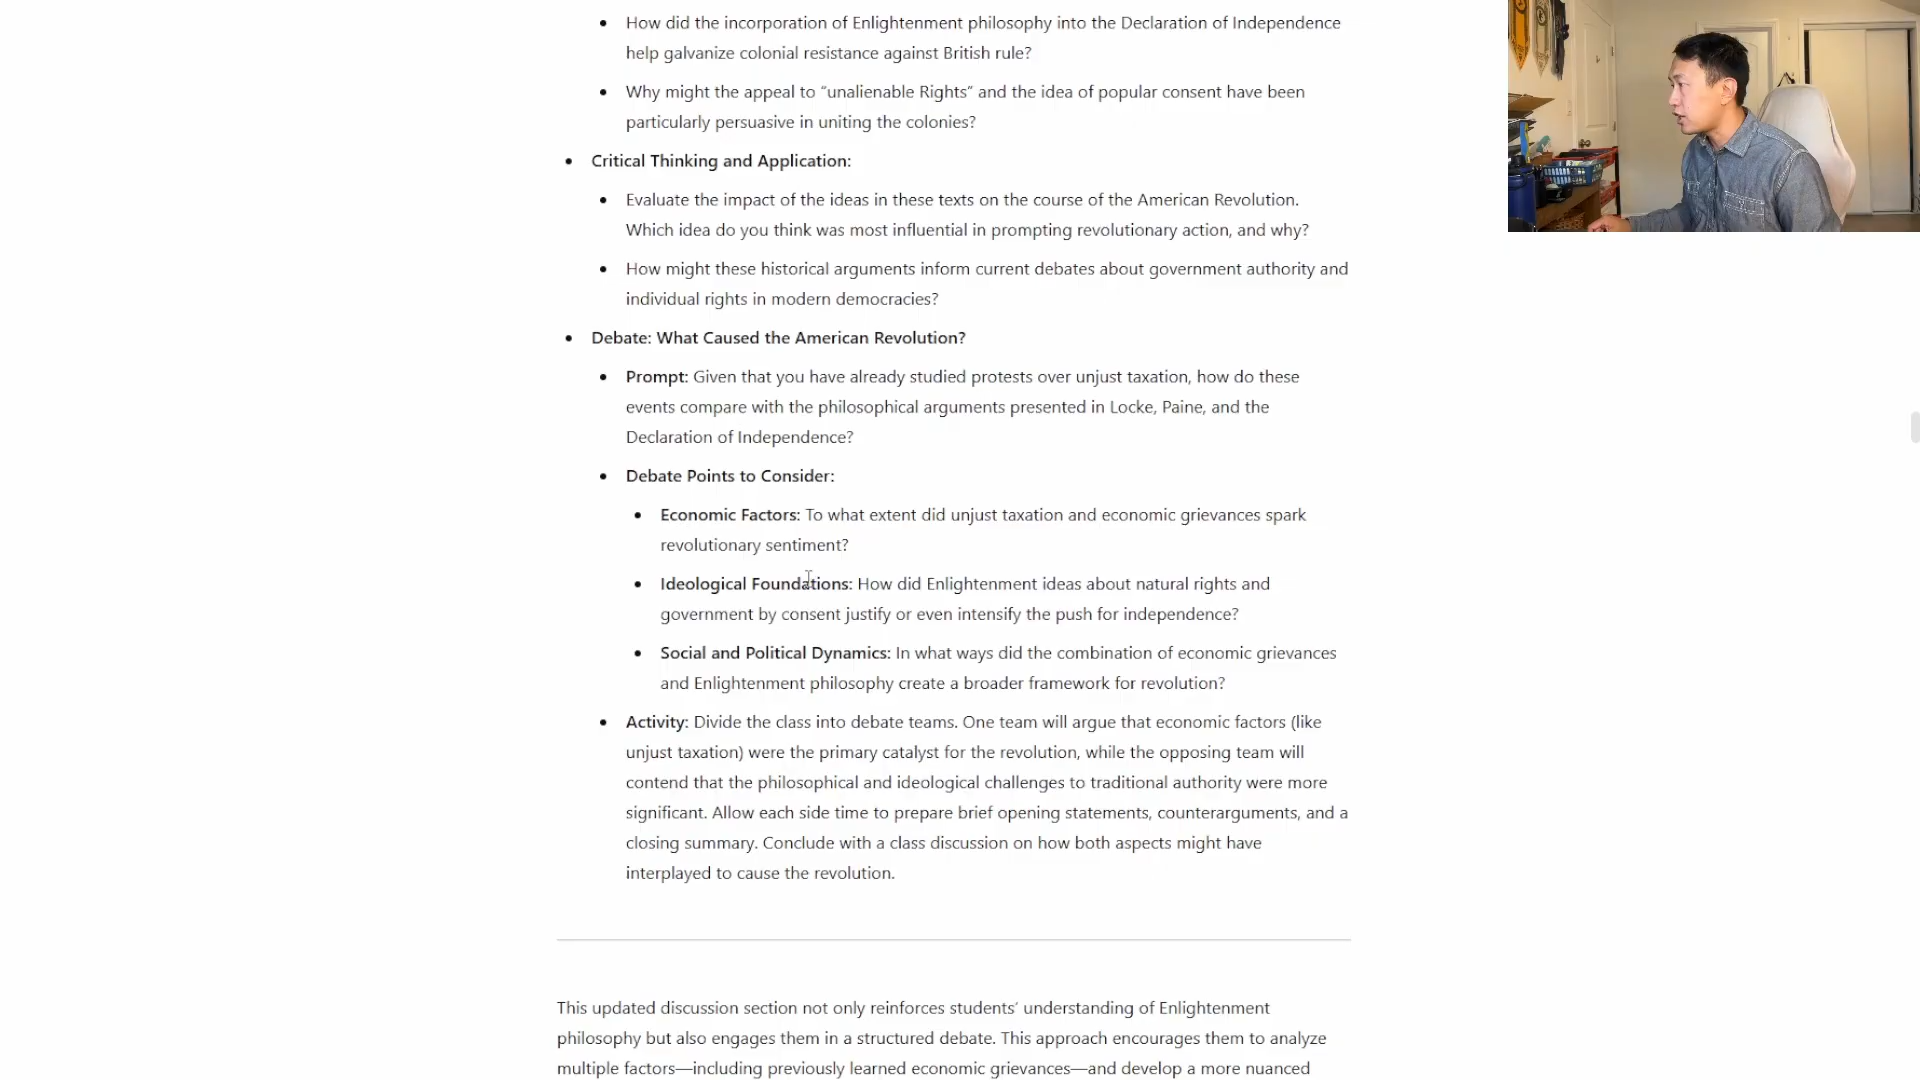 How did the incorporation of Enlightenment philosophy into the Declaration of Independence
help galvanize colonial resistance against British rule?
Why might the appeal to “unalienable Rights” and the idea of popular consent have been
particularly persuasive in uniting the colonies?
Critical Thinking and Application:
Evaluate the impact of the ideas in these texts on the course of the American Revolution.
Which idea do you think was most influential in prompting revolutionary action, and why?
How might these historical arguments inform current debates about government authority and
individual rights in modern democracies?
Debate: What Caused the American Revolution?
Prompt: Given that you have already studied protests over unjust taxation, how do these
events compare with the philosophical arguments presented in Locke, Paine, and the
Declaration of Independence?
Debate Points to Consider:
Economic Factors: To what extent did unjust taxation and economic grievances spark
revolutionary sentiment?
Ideological Foundations: How did Enlightenment ideas about natural rights and
government by consent justify or even intensify the push for independence?
Social and Political Dynamics: In what ways did the combination of economic grievances
and Enlightenment philosophy create a broader framework for revolution?
Activity: Divide the class into debate teams. One team will argue that economic factors (like
unjust taxation) were the primary catalyst for the revolution, while the opposing team will
contend that the philosophical and ideological challenges to traditional authority were more
significant. Allow each side time to prepare brief opening statements, counterarguments, and a
closing summary. Conclude with a class discussion on how both aspects might have
interplayed to cause the revolution.
This updated discussion section not only reinforces students’ understanding of Enlightenment
philosophy but also engages them in a structured debate. This approach encourages them to analyze
multiple factors—including previously learned economic grievances—and develop a more nuanced